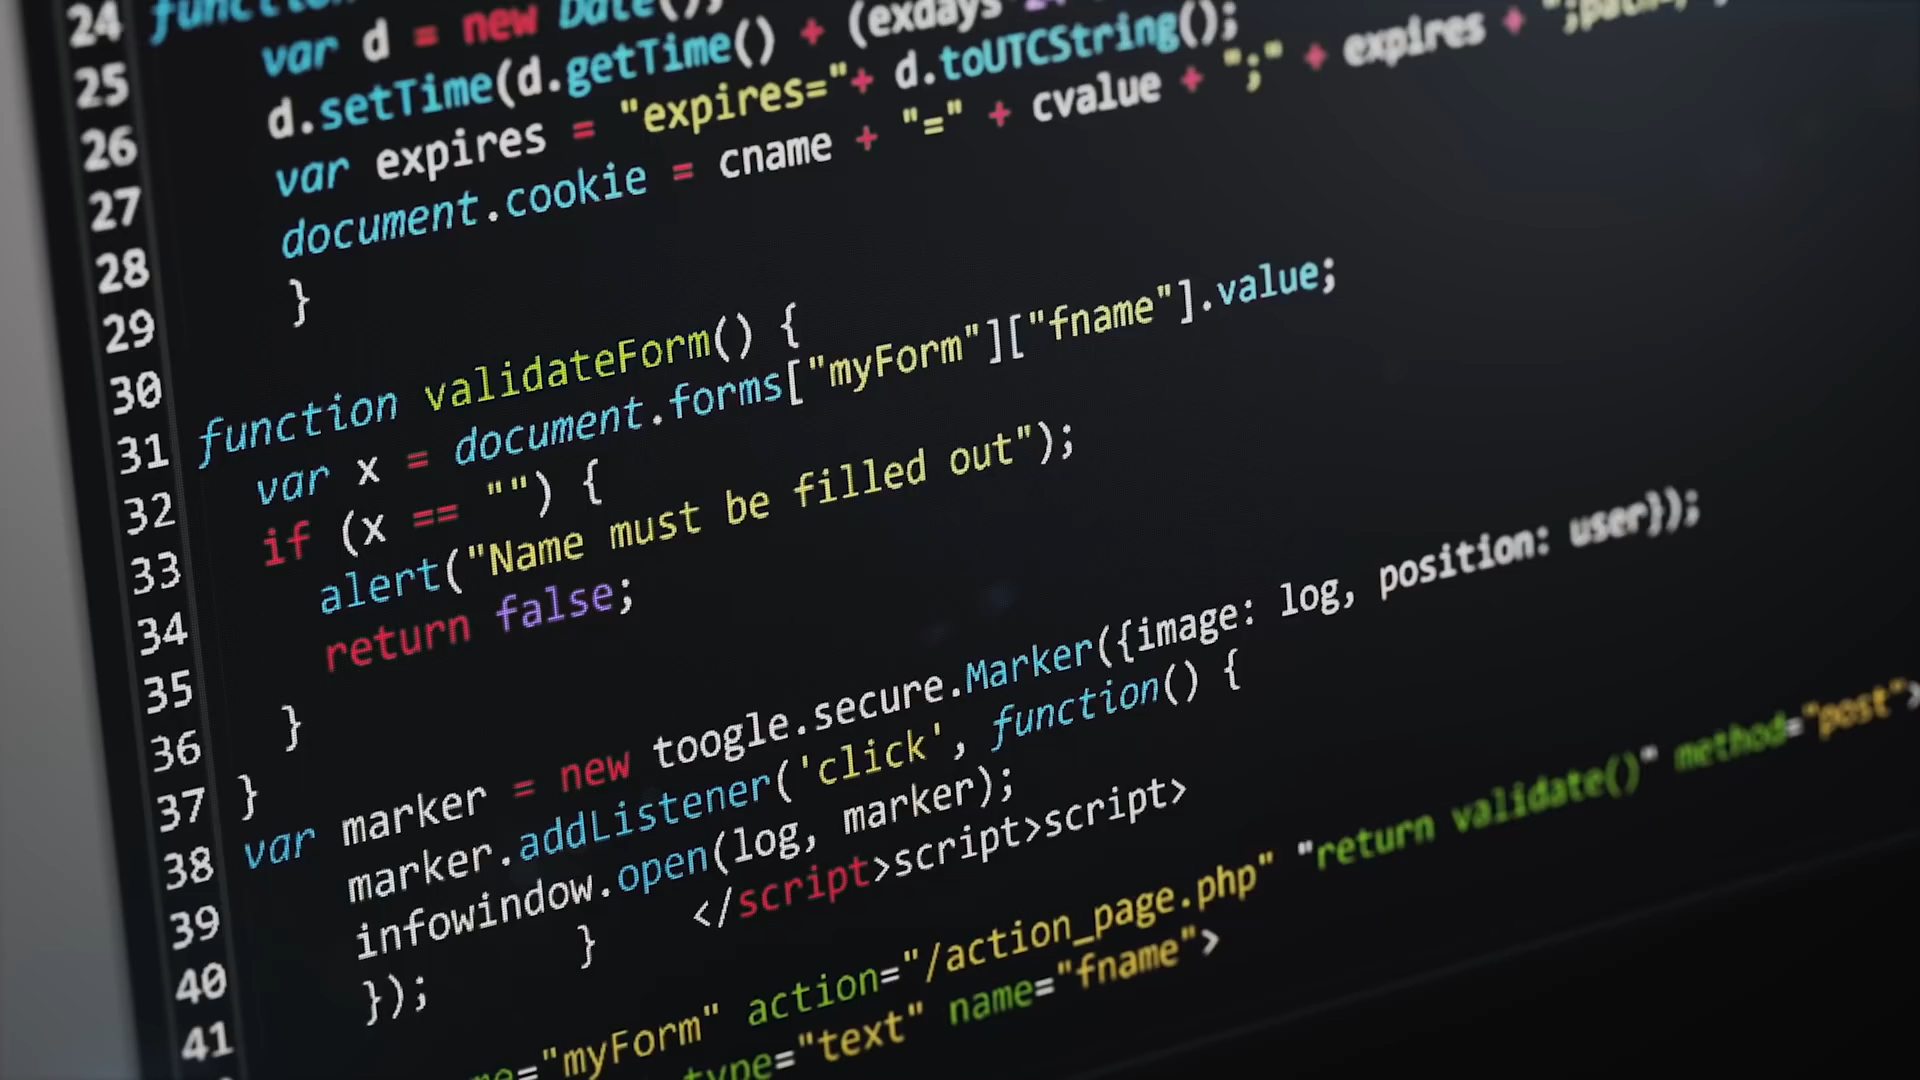 24 function
25 var d = new Date();
26 d.setTime(d.getTime() + (exdays
27 var expires = "expires="+ d.toUTCString();
28 document.cookie = cname + "=" + cvalue + ";" + expires + ";path=
29 }
30
31 function validateForm() {
32 var x = document.forms["myForm"]["fname"].value;
33 if (x == "") {
34 alert("Name must be filled out");
35 return false;
36 }
37 }
38 var marker = new toogle.secure.Marker({image: log, position: user});
39 marker.addListener('click', function() {
40 infowindow.open(log, marker);
41 }); } </script>script>script>
"myForm" action="/action_page.php" "return validate()" method="post">
type="text" name="fname">